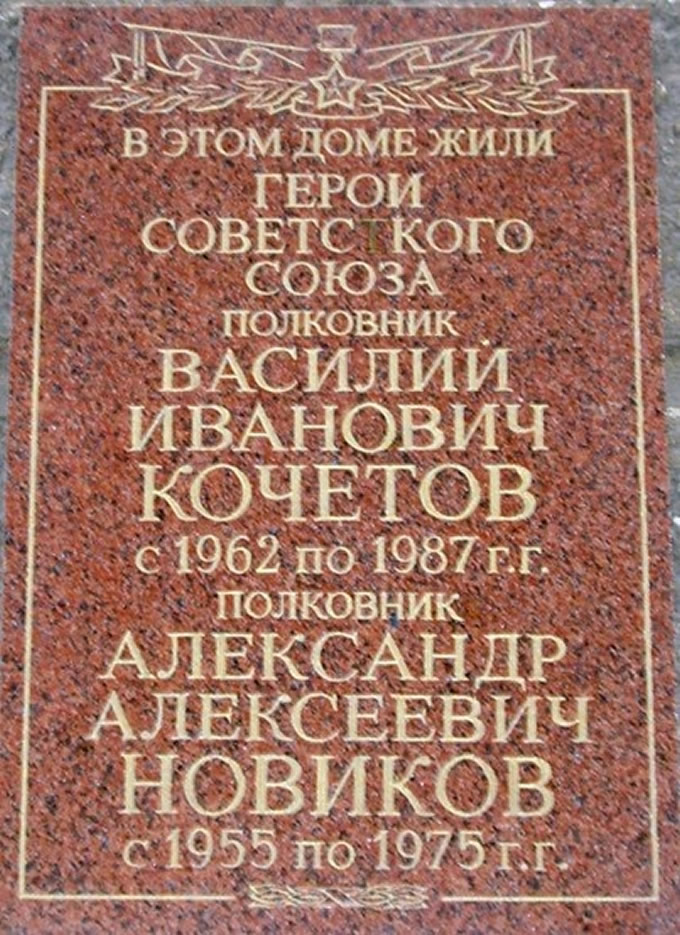 В ЭТОМ ДОМЕ ЖИЛИ
ГЕРОИ
СОВЕТСТКОГО
СОЮЗА
ПОЛКОВНИК
ВАСИЛИЙ
ИВАНОВИЧ
КОЧЕТОВ
с 1962 по 1987 г.г.
ПОЛКОВНИК
АЛЕКСАНДР
АЛЕКСЕЕВИЧ
НОВИКОВ
с 1955 по 1975 г.г.